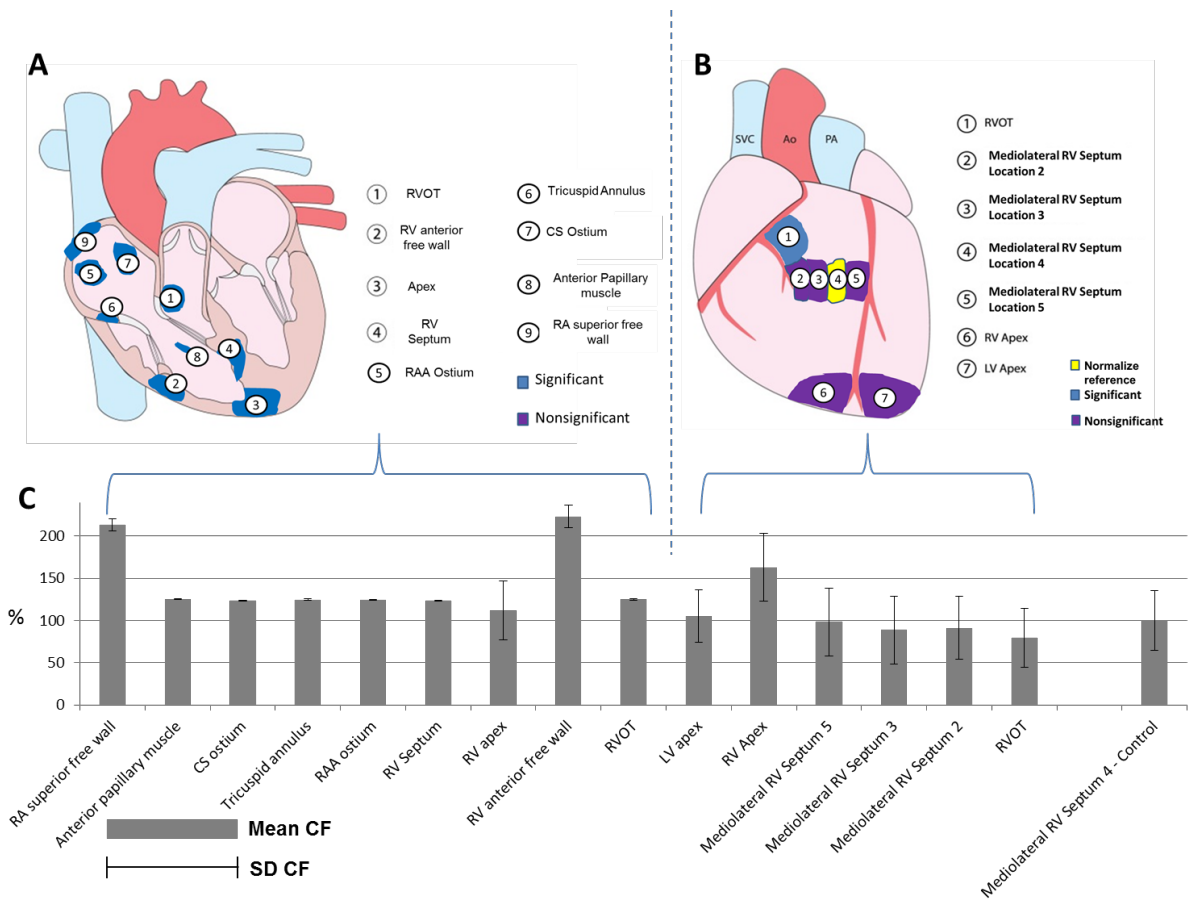 A
9
5
7
6
1
8
4
2
3
1 RVOT
2 RV anterior
free wall
3 Apex
4 RV
Septum
5 RAA Ostium
6 Tricuspid Annulus
7 CS Ostium
8 Anterior Papillary
muscle
9 RA superior free
wall
Significant
Nonsignificant
B
SVC Ao PA
1
2 3 4 5
6 7
1 RVOT
2 Mediolateral RV Septum
Location 2
3 Mediolateral RV Septum
Location 3
4 Mediolateral RV Septum
Location 4
5 Mediolateral RV Septum
Location 5
6 RV Apex
7 LV Apex
Normalize
reference
Significant
Nonsignificant
C
%
200
150
100
50
0
RA superior free wall
Anterior papillary muscle
CS ostium
Tricuspid annulus
RAA ostium
RV Septum
RV apex
RV anterior free wall
RVOT
LV apex
RV Apex
Mediolateral RV Septum 5
Mediolateral RV Septum 3
Mediolateral RV Septum 2
RVOT
Mediolateral RV Septum 4 - Control
Mean CF
SD CF